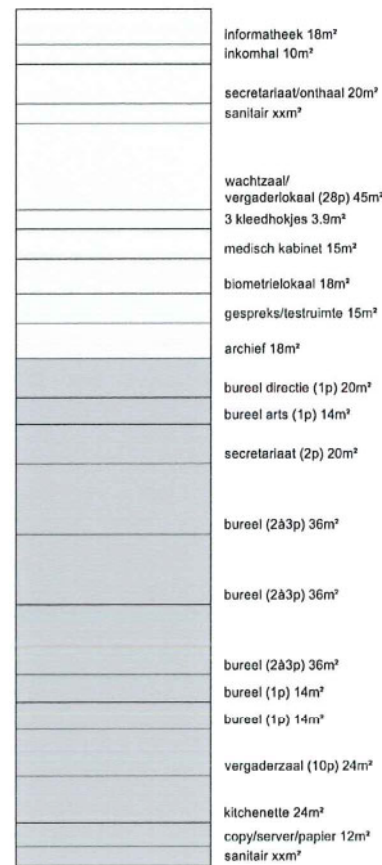 informatheek 18m²
inkomhal 10m²
secretariaat/onthaal 20m²
sanitair xxm²
wachtzaal/
vergaderlokaal (28p) 45m²
3 kleedhokjes 3.9m²
medisch kabinet 15m²
biometrielokaal 18m²
gespreks/testruimte 15m²
archief 18m²
bureel directie (1p) 20m²
bureel arts (1p) 14m²
secretariaat (2p) 20m²
bureel (2à3p) 36m²
bureel (2à3p) 36m²
bureel (2à3p) 36m²
bureel (1p) 14m²
bureel (1p) 14m²
vergaderzaal (10p) 24m²
kitchenette 24m²
copy/server/papier 12m²
sanitair xxm²